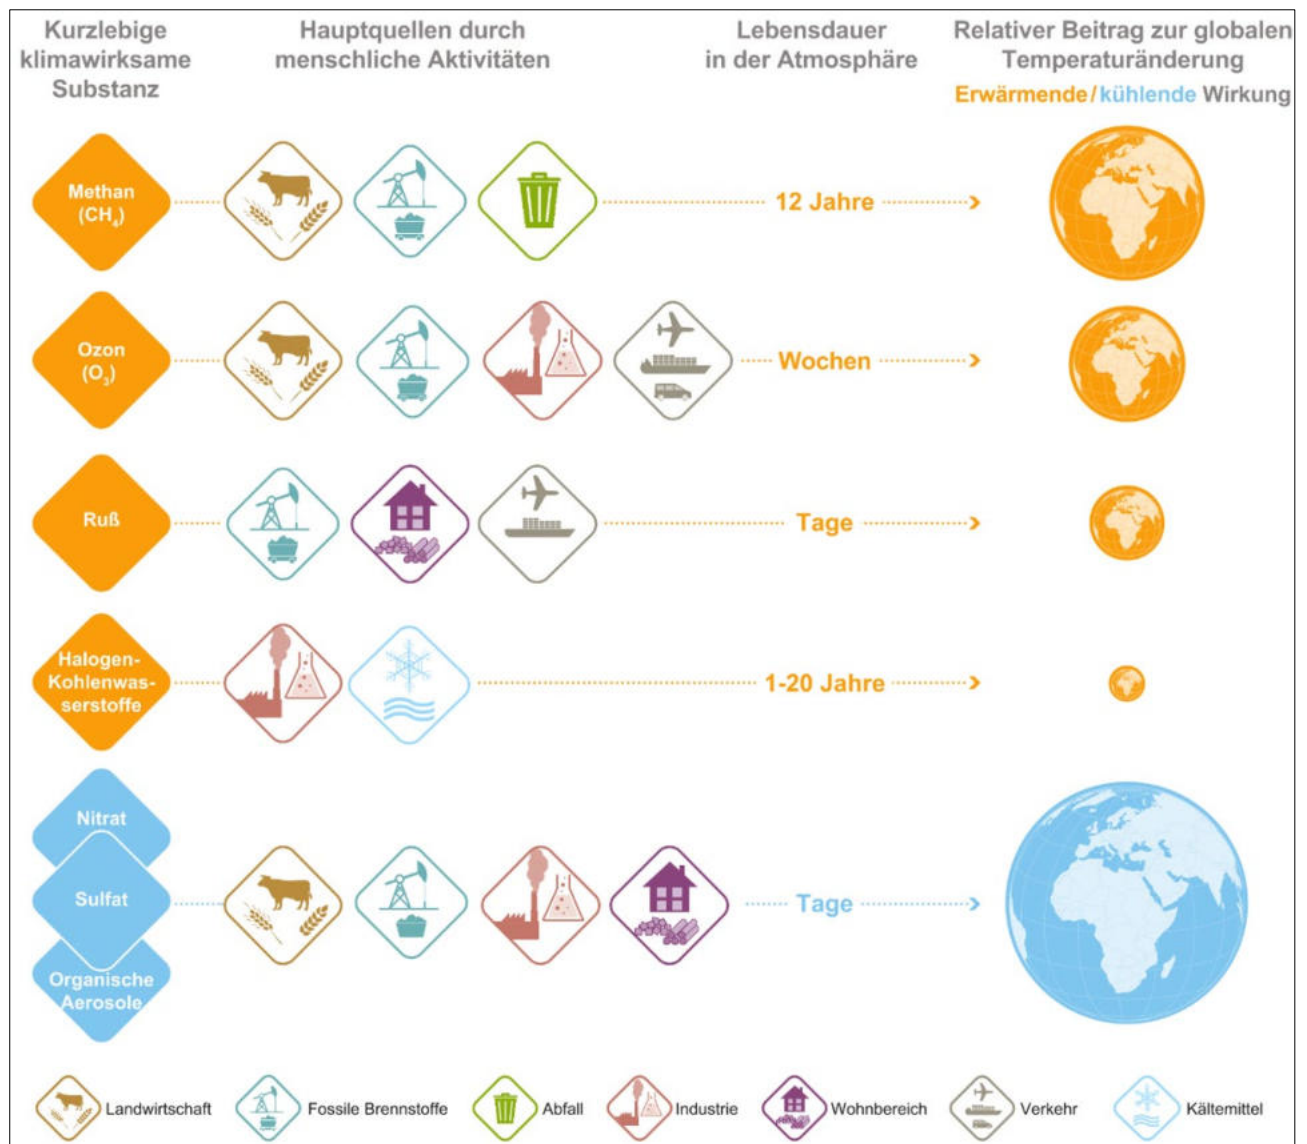 Kurzlebige
klimawirksame
Substanz
Hauptquellen durch
menschliche Aktivitäten
Lebensdauer
in der Atmosphäre
Relativer Beitrag zur globalen
Temperaturänderung
Erwärmende/kühlende Wirkung
Methan
(CH₄)
12 Jahre
Ozon
(O₃)
Wochen
Ruß
Tage
Halogen-
Kohlenwas-
serstoffe
1-20 Jahre
Nitrat
Sulfat
Organische
Aerosole
Tage
Landwirtschaft
Fossile Brennstoffe
Abfall
Industrie
Wohnbereich
Verkehr
Kältemittel